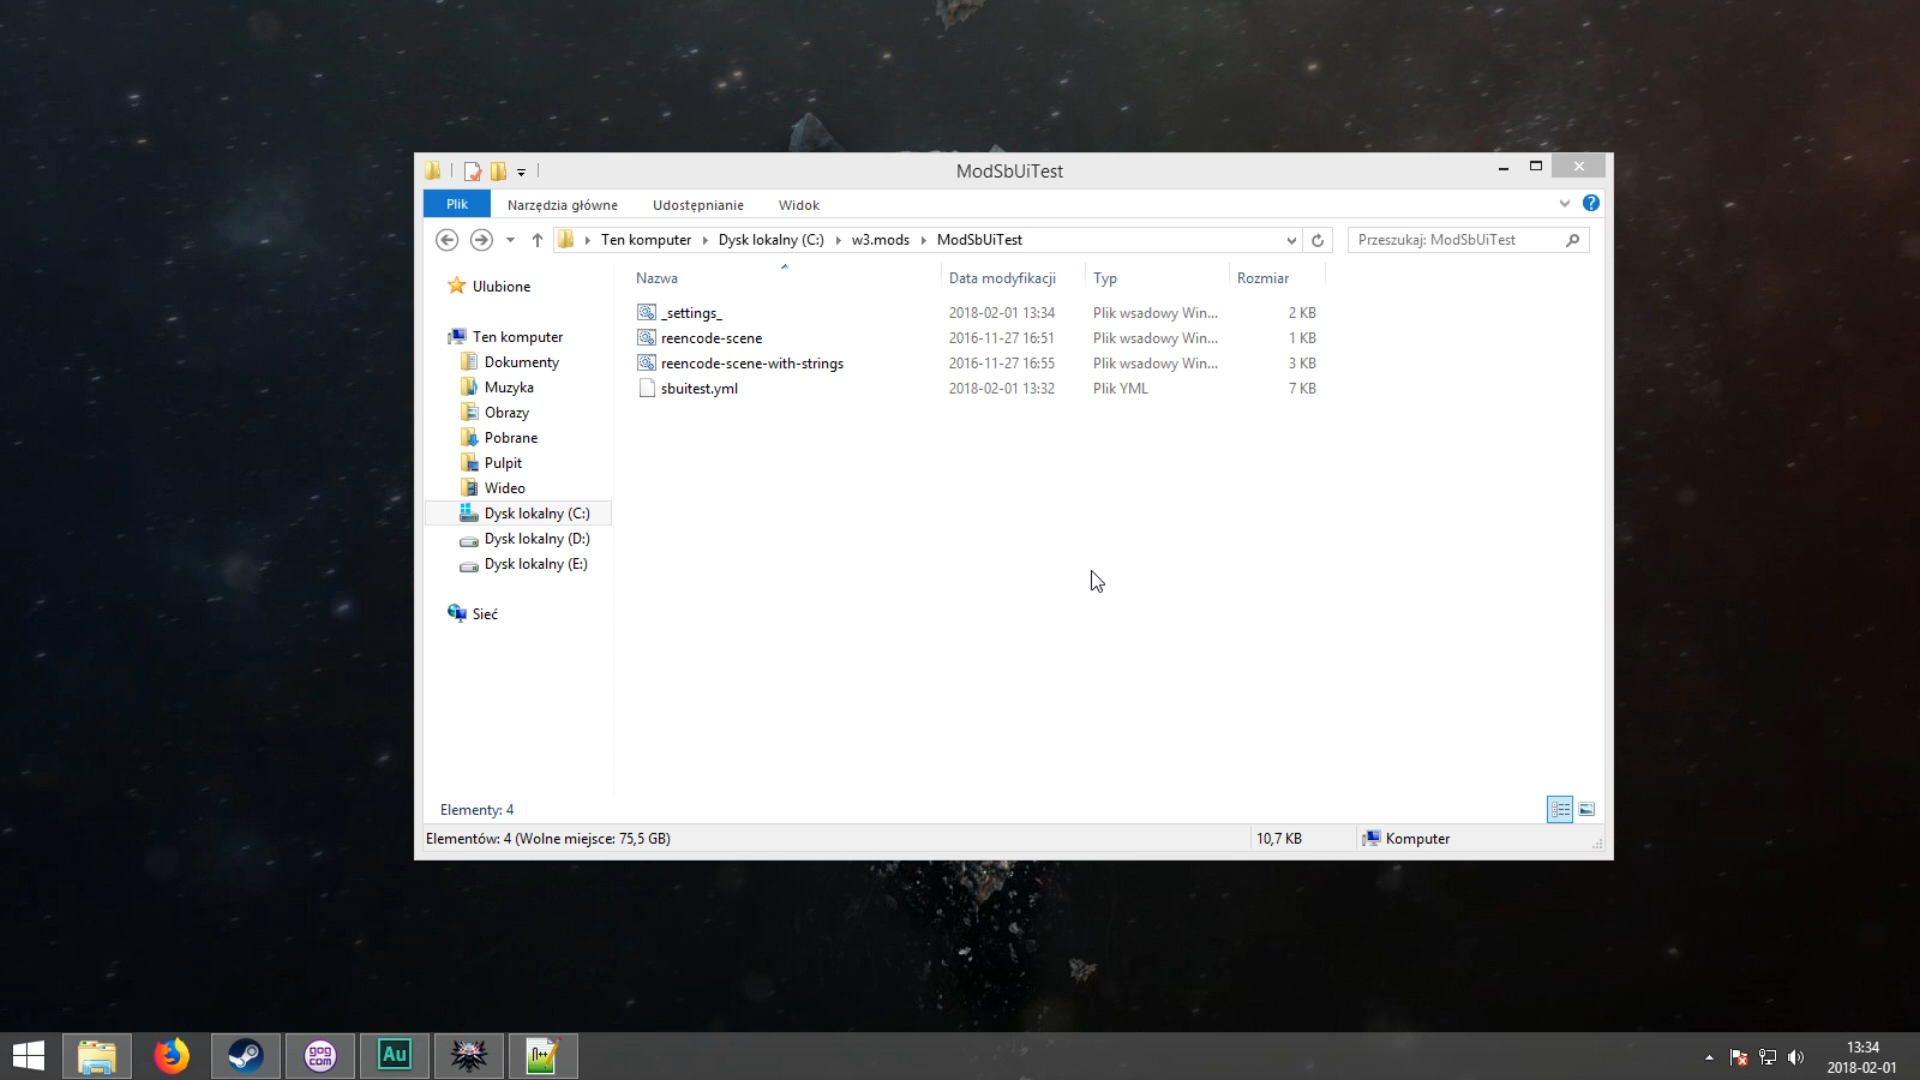 ModSbUiTest
Plik Narzędzia główne Udostępnianie Widok
Ten komputer Dysk lokalny (C:) w3.mods ModSbUiTest Przeszukaj: ModSbUiTest
Nazwa Data modyfikacji Typ Rozmiar
_settings_ 2018-02-01 13:34 Plik wsadowy Win... 2 KB
reencode-scene 2016-11-27 16:51 Plik wsadowy Win... 1 KB
reencode-scene-with-strings 2016-11-27 16:55 Plik wsadowy Win... 3 KB
sbuitest.yml 2018-02-01 13:32 Plik YML 7 KB
Ulubione
Ten komputer
Dokumenty
Muzyka
Obrazy
Pobrane
Pulpit
Wideo
Dysk lokalny (C:)
Dysk lokalny (D:)
Dysk lokalny (E:)
Sieć
Elementy: 4
Elementów: 4 (Wolne miejsce: 75,5 GB) 10,7 KB Komputer
gog
com
Au
13:34
2018-02-01